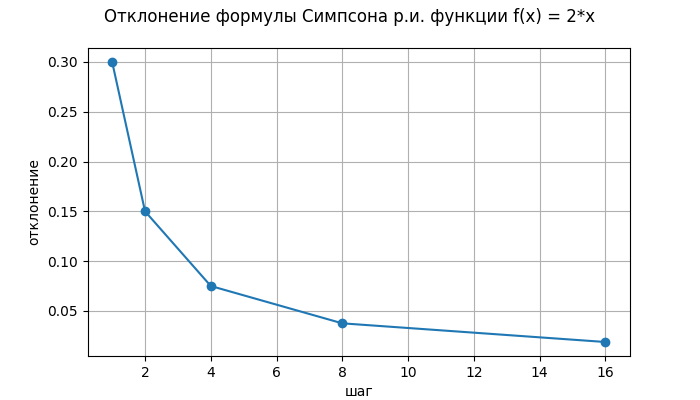 Отклонение формулы Симпсона р.и. функции f(x) = 2*x
0.30
0.25
0.20
0.15
0.10
0.05
отклонение
2 4 6 8 10 12 14 16
шаг